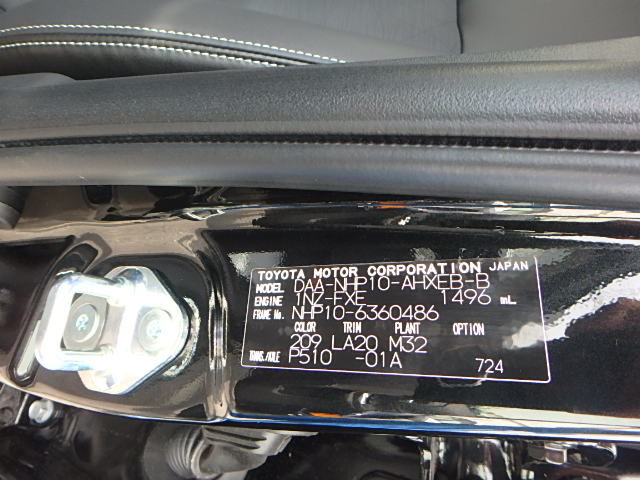 TOYOTA MOTOR CORPORATION JAPAN
MODEL DAA-NHP10-AHXEB-B
ENGINE 1NZ-FXE 1496 mL
FRAME No. NHP10-6360486
COLOR TRIM PLANT OPTION
209 LA20 M32
TRANS./AXLE P510 -01A 724